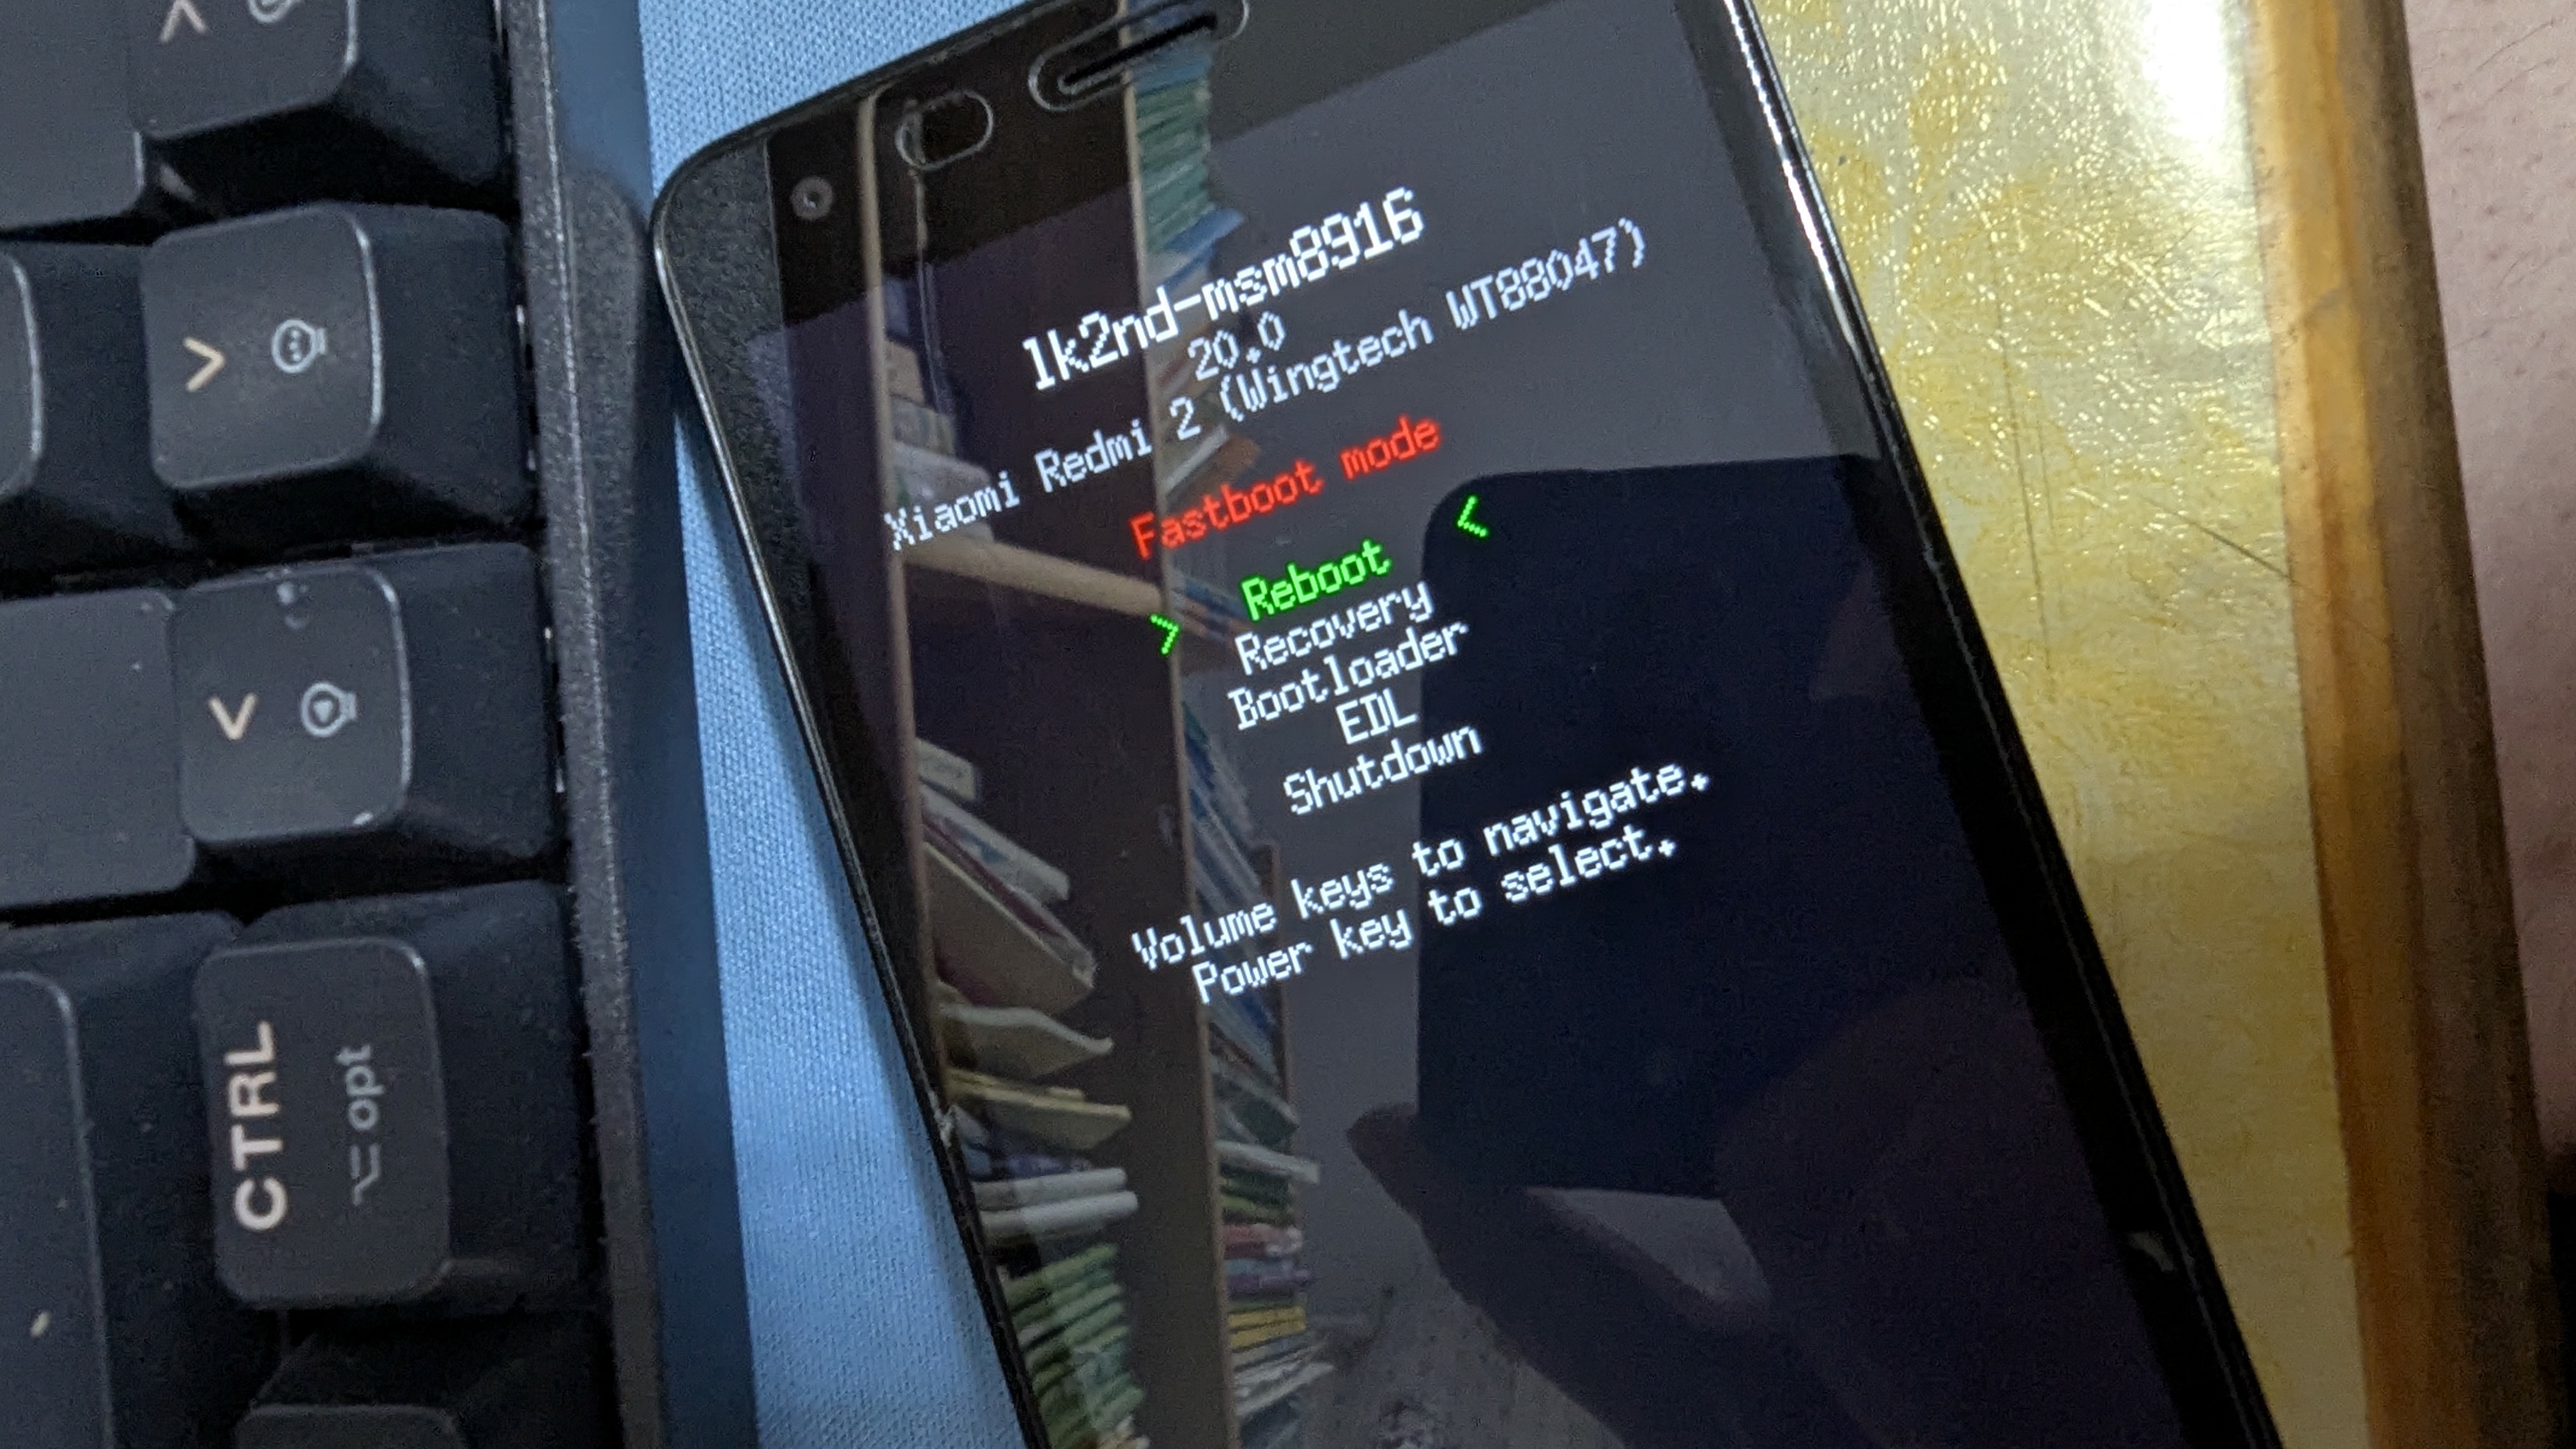 lk2nd-msm8916
20.0
Xiaomi Redmi 2 (Wingtech WT88047)
Fastboot mode
> Reboot <
Recovery
Bootloader
EDL
Shutdown
Volume keys to navigate.
Power key to select.
>
<
CTRL
⌥ opt